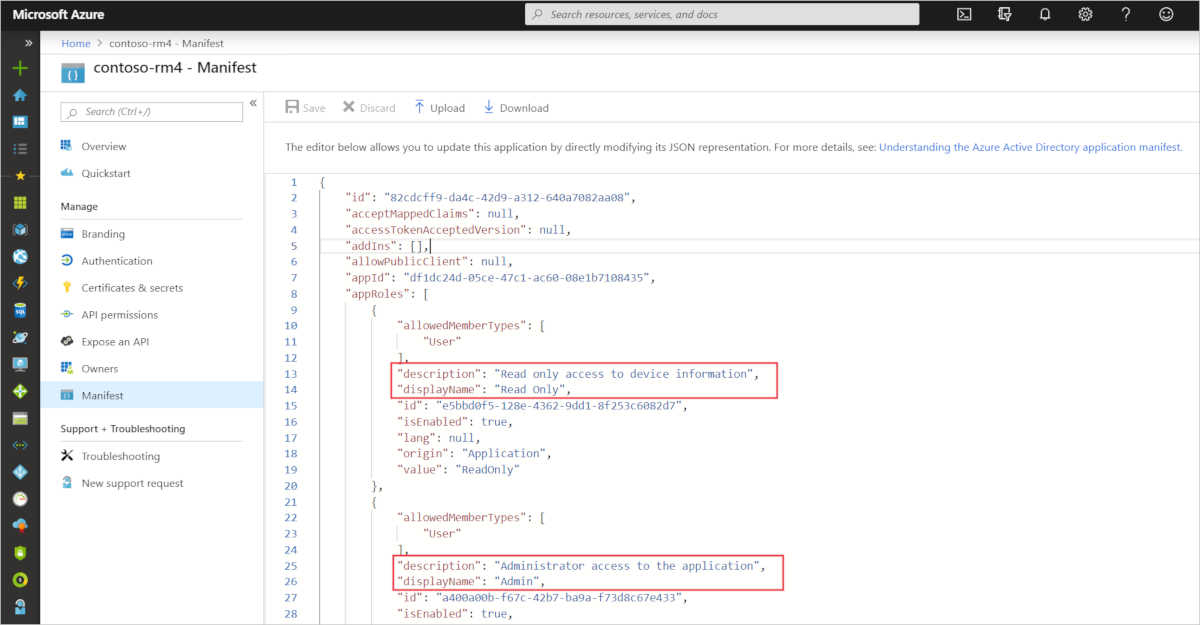 Microsoft Azure
Search resources, services, and docs
Home > contoso-rm4 - Manifest
contoso-rm4 - Manifest
Search (Ctrl+/)
Overview
Quickstart
Manage
Branding
Authentication
Certificates & secrets
API permissions
Expose an API
Owners
Manifest
Support + Troubleshooting
Troubleshooting
New support request
Save Discard Upload Download
The editor below allows you to update this application by directly modifying its JSON representation. For more details, see: Understanding the Azure Active Directory application manifest.
1 {
2 "id": "82cdcff9-da4c-42d9-a312-640a7082aa08",
3 "acceptMappedClaims": null,
4 "accessTokenAcceptedVersion": null,
5 "addIns": [],
6 "allowPublicClient": null,
7 "appId": "df1dc24d-05ce-47c1-ac60-08e1b7108435",
8 "appRoles": [
9 {
10 "allowedMemberTypes": [
11 "User"
12 ],
13 "description": "Read only access to device information",
14 "displayName": "Read Only",
15 "id": "e5bbd0f5-128e-4362-9dd1-8f253c6082d7",
16 "isEnabled": true,
17 "lang": null,
18 "origin": "Application",
19 "value": "ReadOnly"
20 },
21 {
22 "allowedMemberTypes": [
23 "User"
24 ],
25 "description": "Administrator access to the application",
26 "displayName": "Admin",
27 "id": "a400a00b-f67c-42b7-ba9a-f73d8c67e433",
28 "isEnabled": true,